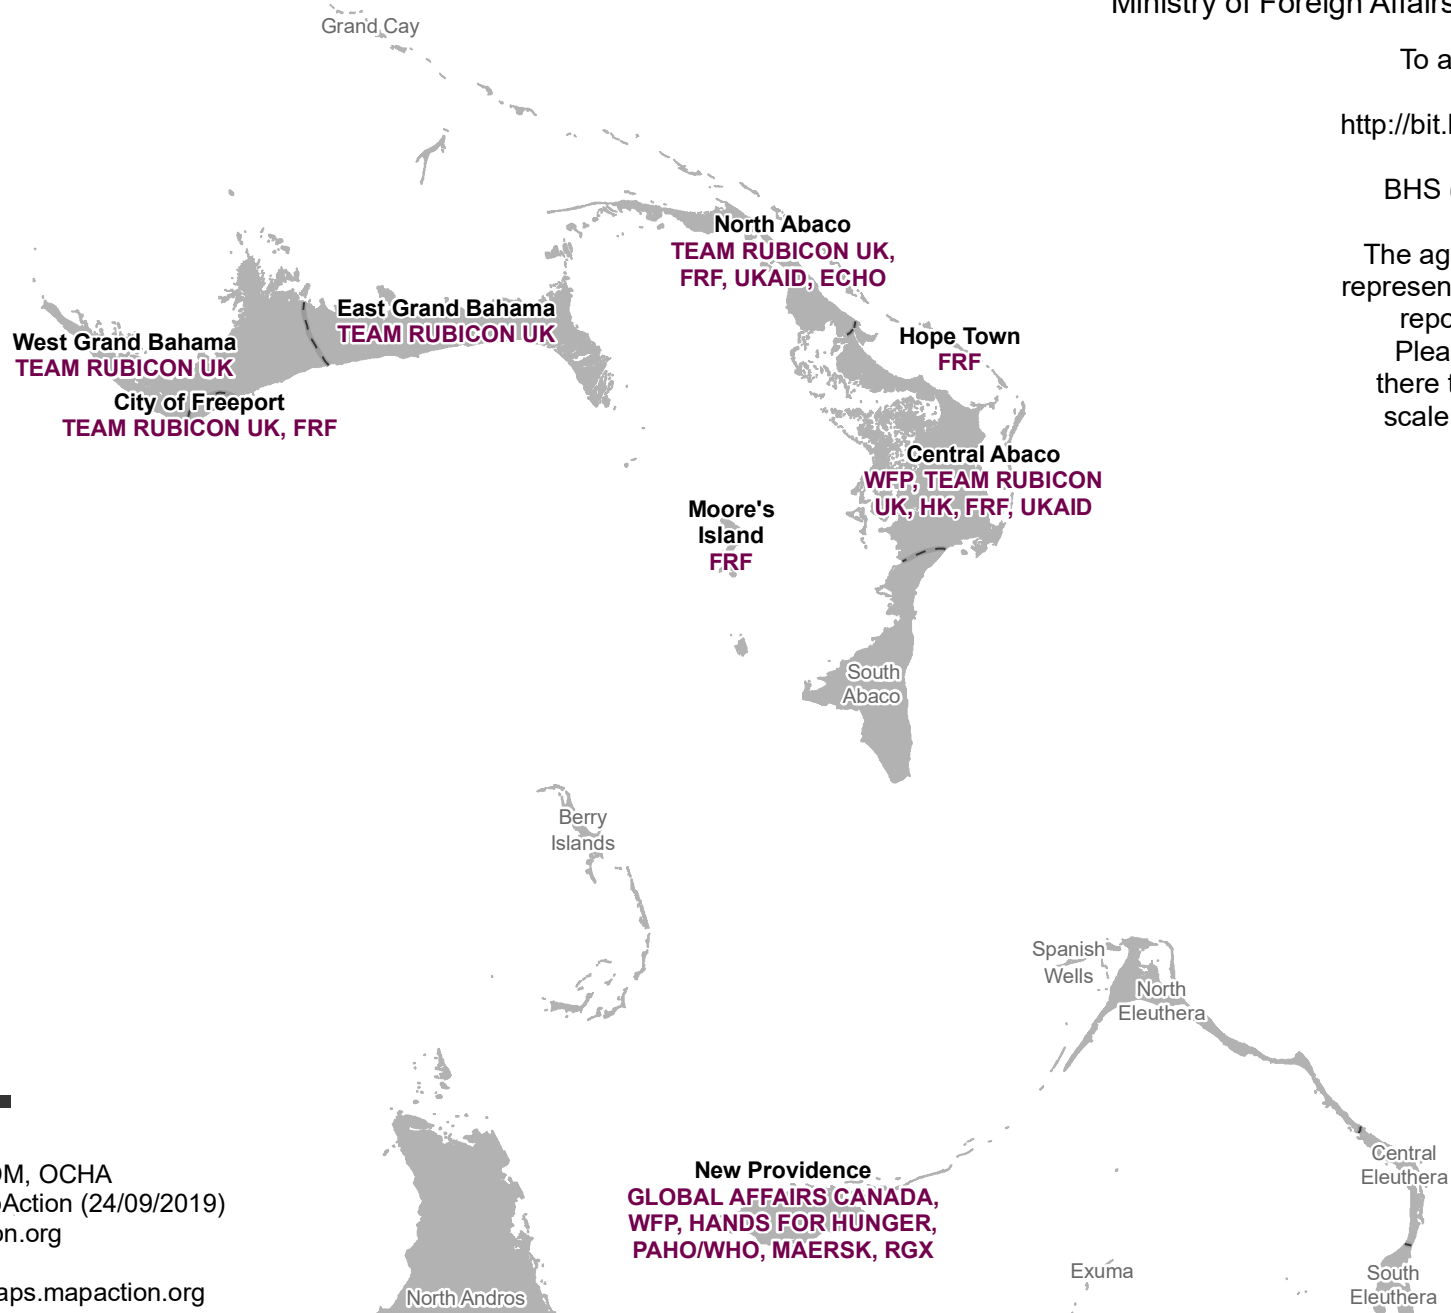 Ministry of Foreign Affairs
To a
http://bit.
BHS
The ag
represen
repo
Plea
there t
scale
Grand Cay
North Abaco
TEAM RUBICON UK,
FRF, UKAID, ECHO
East Grand Bahama
TEAM RUBICON UK
West Grand Bahama
TEAM RUBICON UK
City of Freeport
TEAM RUBICON UK, FRF
Hope Town
FRF
Central Abaco
WFP, TEAM RUBICON
UK, HK, FRF, UKAID
Moore's
Island
FRF
South
Abaco
Berry
Islands
Spanish
Wells
North
Eleuthera
Central
Eleuthera
New Providence
GLOBAL AFFAIRS CANADA,
WFP, HANDS FOR HUNGER,
PAHO/WHO, MAERSK, RGX
Exuma
South
Eleuthera
North Andros
OM, OCHA
pAction (24/09/2019)
on.org
aps.mapaction.org